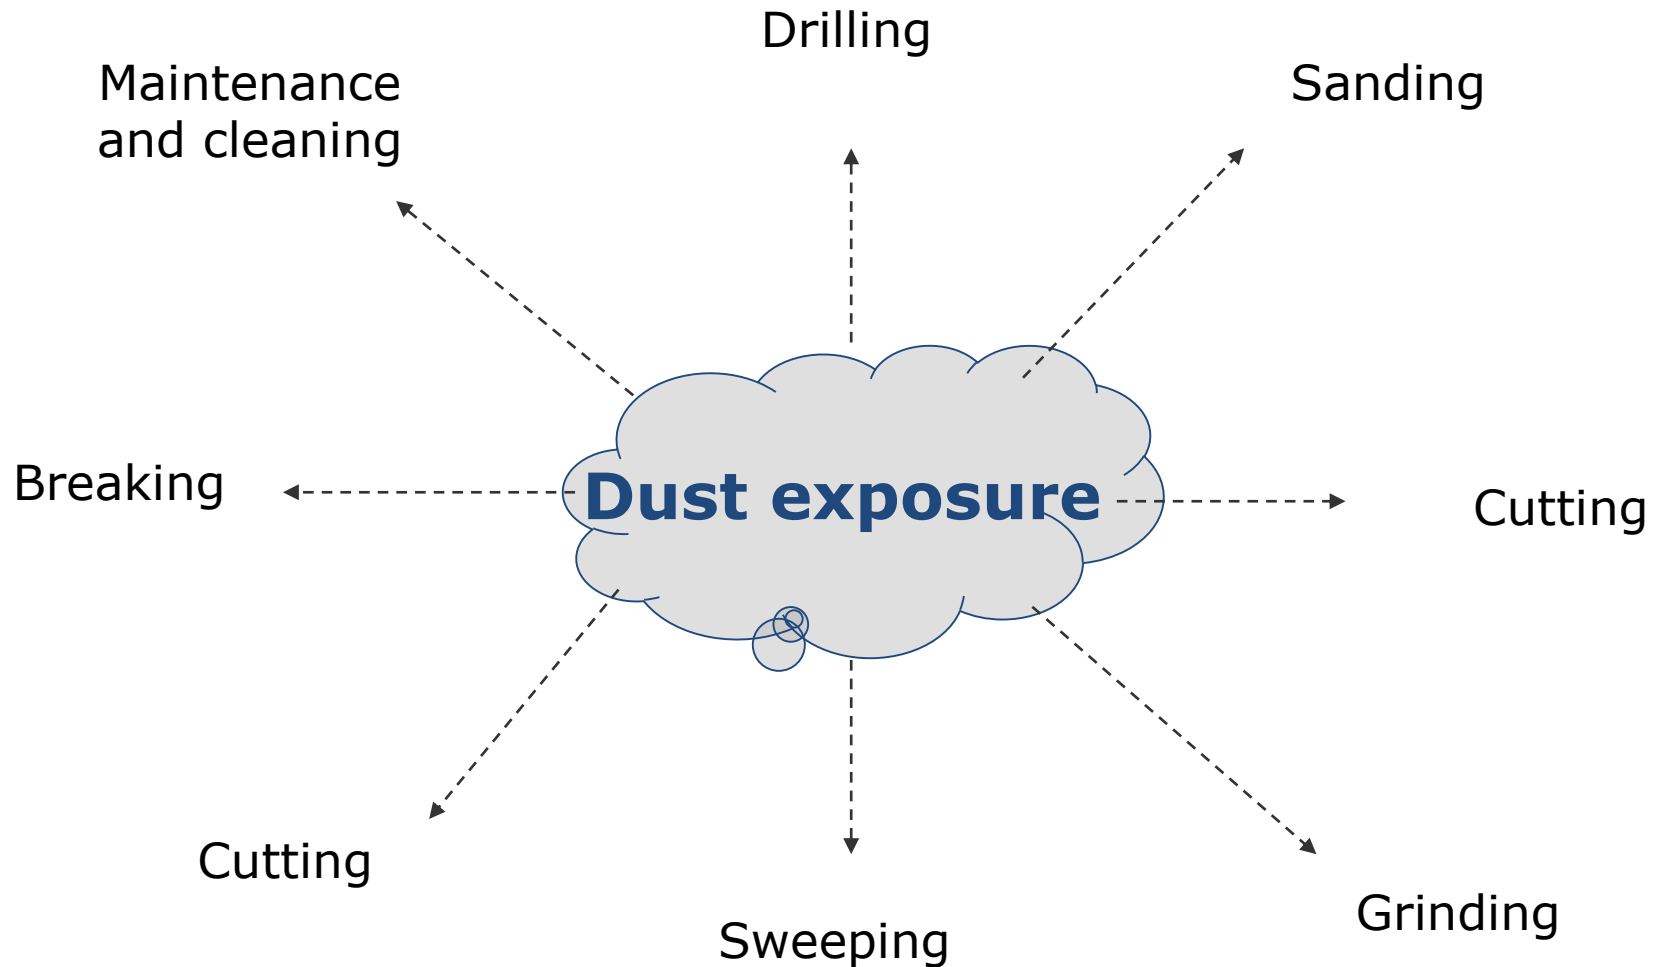 Drilling
Maintenance
and cleaning
Sanding
Breaking
Dust exposure
Cutting
Cutting
Grinding
Sweeping